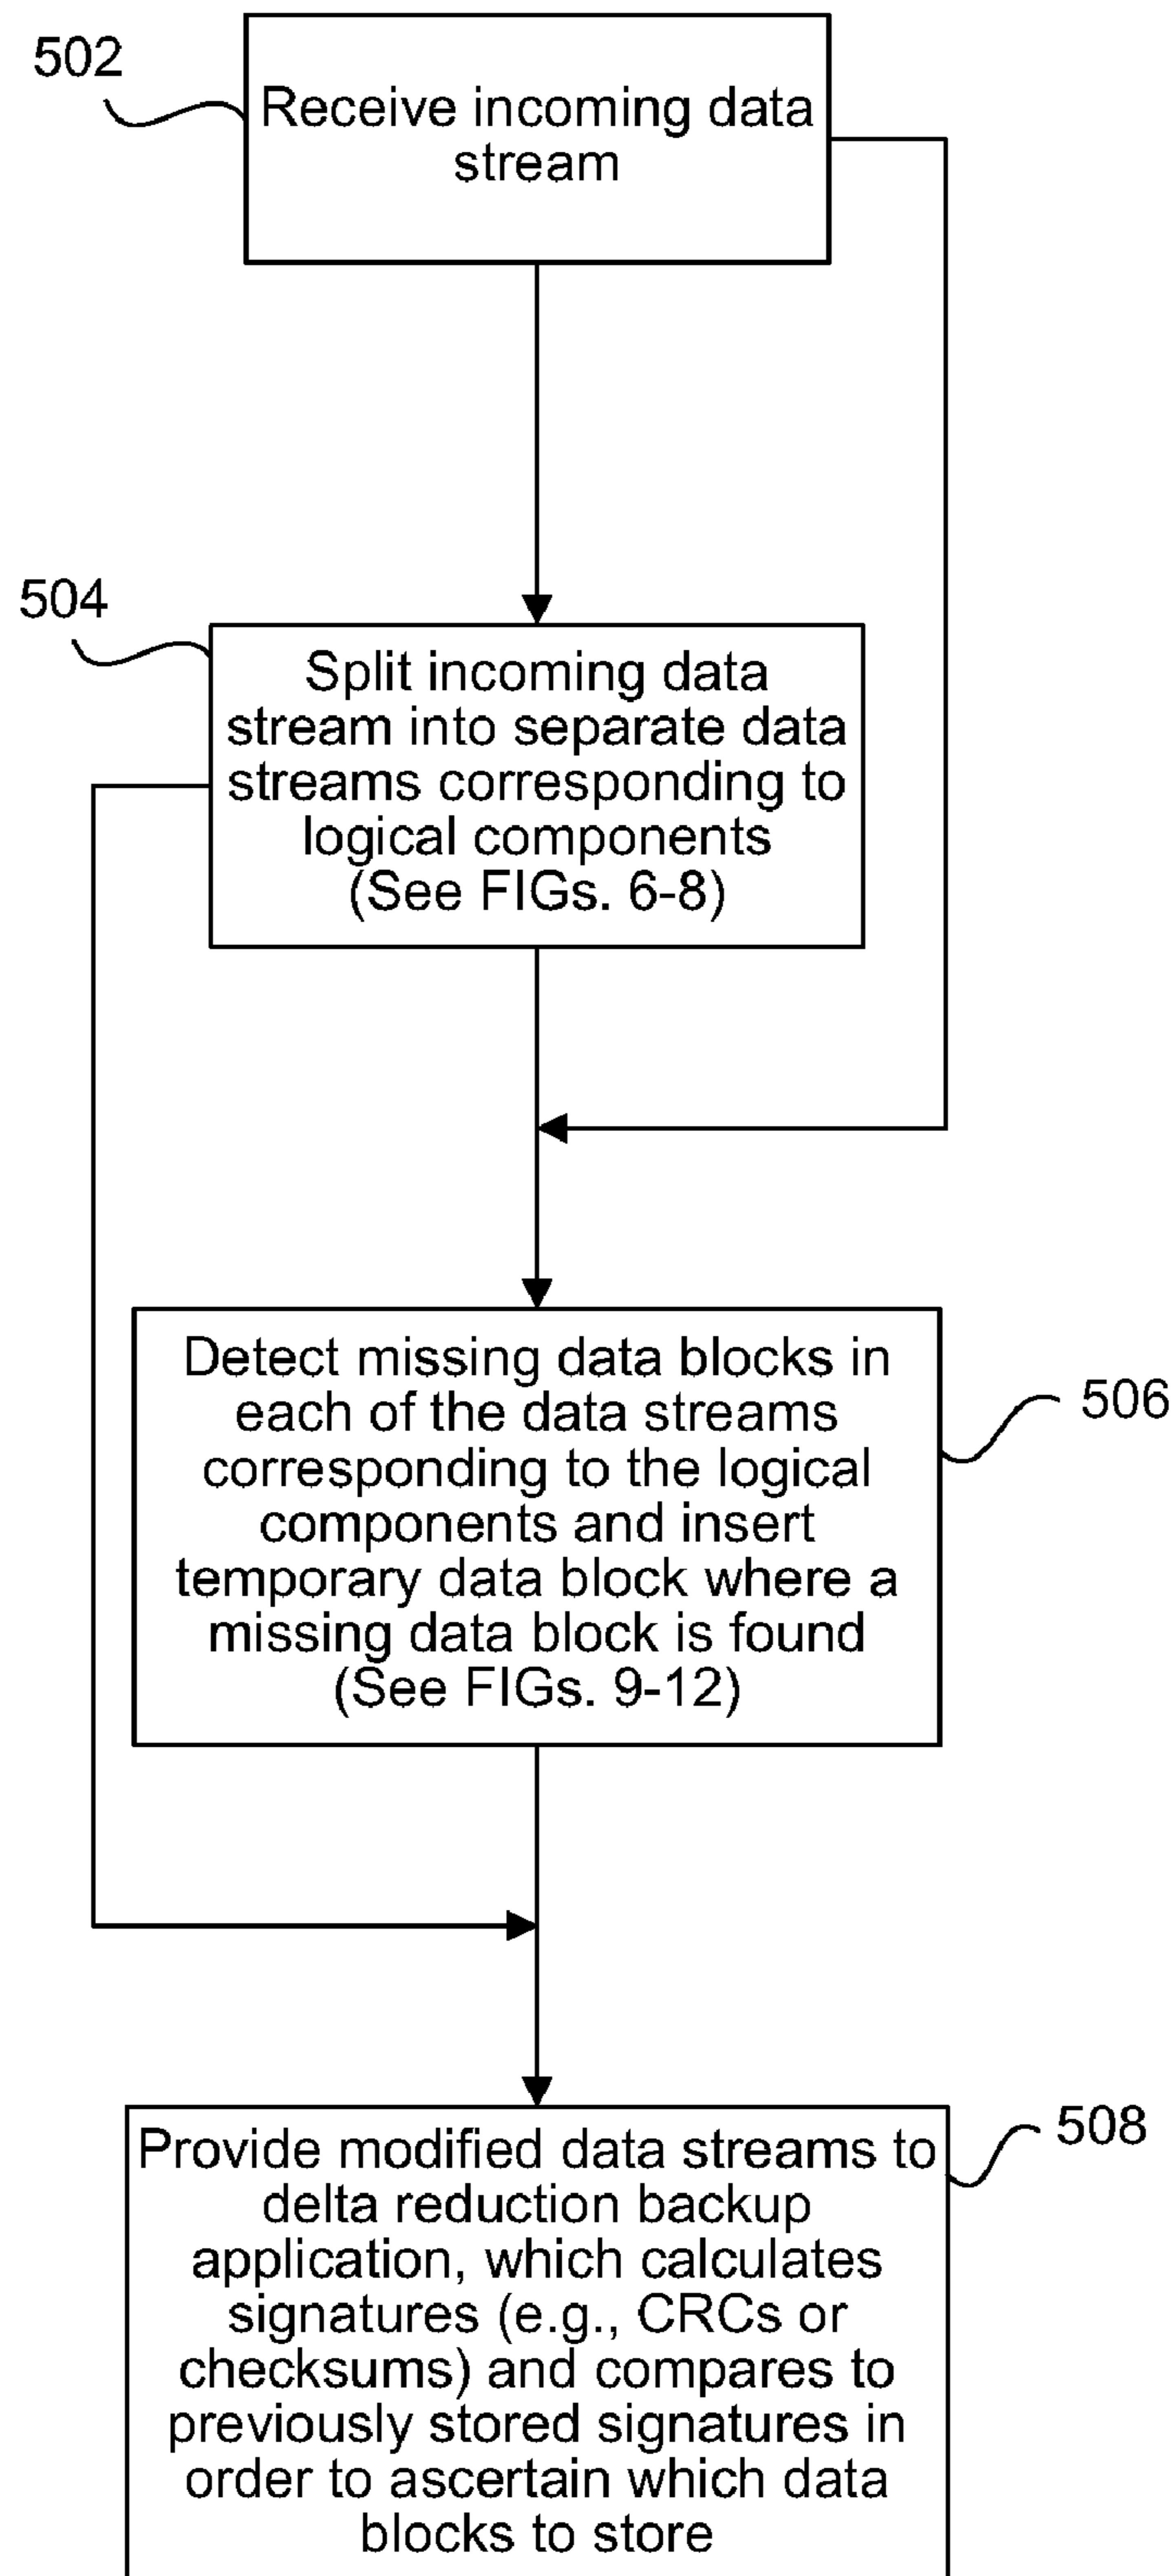 502
Receive incoming data
stream
504
Split incoming data
stream into separate data
streams corresponding to
logical components
(See FIGs. 6-8)
Detect missing data blocks in
each of the data streams
corresponding to the logical
components and insert
temporary data block where a
missing data block is found
(See FIGs. 9-12)
506
Provide modified data streams to
delta reduction backup
application, which calculates
signatures (e.g., CRCs or
checksums) and compares to
previously stored signatures in
order to ascertain which data
blocks to store
508